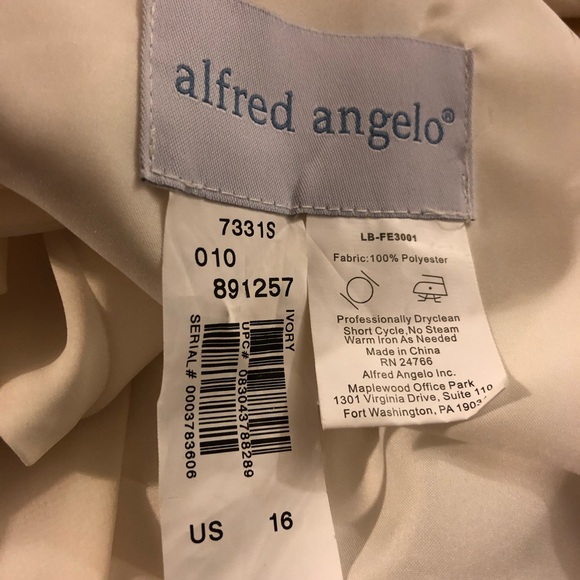 alfred angelo®
7331S
010
891257
IVORY
UPC# 083043788289
SERIAL# 0003783606
US 16
LB-FE3001
Fabric:100% Polyester
Professionally Dryclean
Short Cycle,No Steam
Warm Iron As Needed
Made in China
RN 24766
Alfred Angelo Inc.
Maplewood Office Park
1301 Virginia Drive, Suite 110
Fort Washington, PA 1903